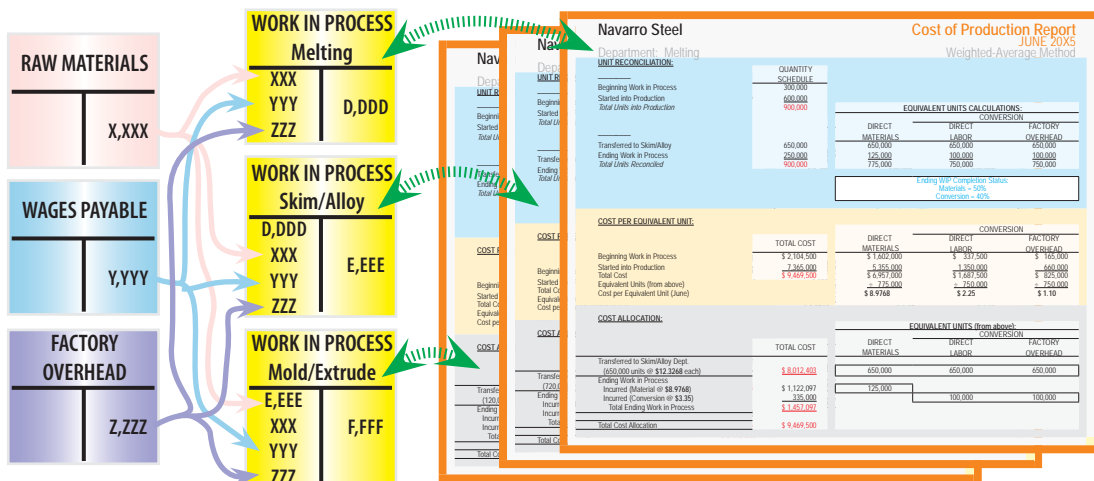 RAW MATERIALS
X,XXX
WAGES PAYABLE
Y,YYY
FACTORY
OVERHEAD
Z,ZZZ
WORK IN PROCESS
Melting
XXX
YYY
ZZZ
D,DDD
WORK IN PROCESS
Skim/Alloy
D,DDD
XXX
YYY
ZZZ
E,EEE
WORK IN PROCESS
Mold/Extrude
E,EEE
XXX
YYY
ZZZ
F,FFF
Navarro Steel Cost of Production Report
JUNE 20X5
Department: Melting Weighted-Average Method
UNIT RECONCILIATION:
QUANTITY
SCHEDULE
Beginning Work in Process 300,000
Started into Production 600,000
Total Units into Production 900,000
EQUIVALENT UNITS CALCULATIONS:
CONVERSION
DIRECT DIRECT FACTORY
MATERIALS LABOR OVERHEAD
Transferred to Skim/Alloy 650,000 650,000 650,000 650,000
Ending Work in Process 250,000 125,000 100,000 100,000
Total Units Reconciled 900,000 775,000 750,000 750,000
Ending WIP Completion Status:
Materials = 50%
Conversion = 40%
COST PER EQUIVALENT UNIT:
CONVERSION
TOTAL COST DIRECT DIRECT FACTORY
MATERIALS LABOR OVERHEAD
Beginning Work in Process $ 2,104,500 $ 1,602,000 $ 337,500 $ 165,000
Started into Production 7,365,000 5,355,000 1,350,000 660,000
Total Cost $ 9,469,500 $ 6,957,000 $ 1,687,500 $ 825,000
Equivalent Units (from above) ÷ 775,000 ÷ 750,000 ÷ 750,000
Cost per Equivalent Unit (June) $ 8.9768 $ 2.25 $ 1.10
COST ALLOCATION:
EQUIVALENT UNITS (from above):
CONVERSION
TOTAL COST DIRECT DIRECT FACTORY
MATERIALS LABOR OVERHEAD
Transferred to Skim/Alloy Dept.
(650,000 units @ $12.3268 each) $ 8,012,403 650,000 650,000 650,000
Ending Work in Process
Incurred (Material @ $8.9768) $ 1,122,097 125,000
Incurred (Conversion @ $3.35) 335,000 100,000 100,000
Total Ending Work in Process $ 1,457,097
Total Cost Allocation $ 9,469,500